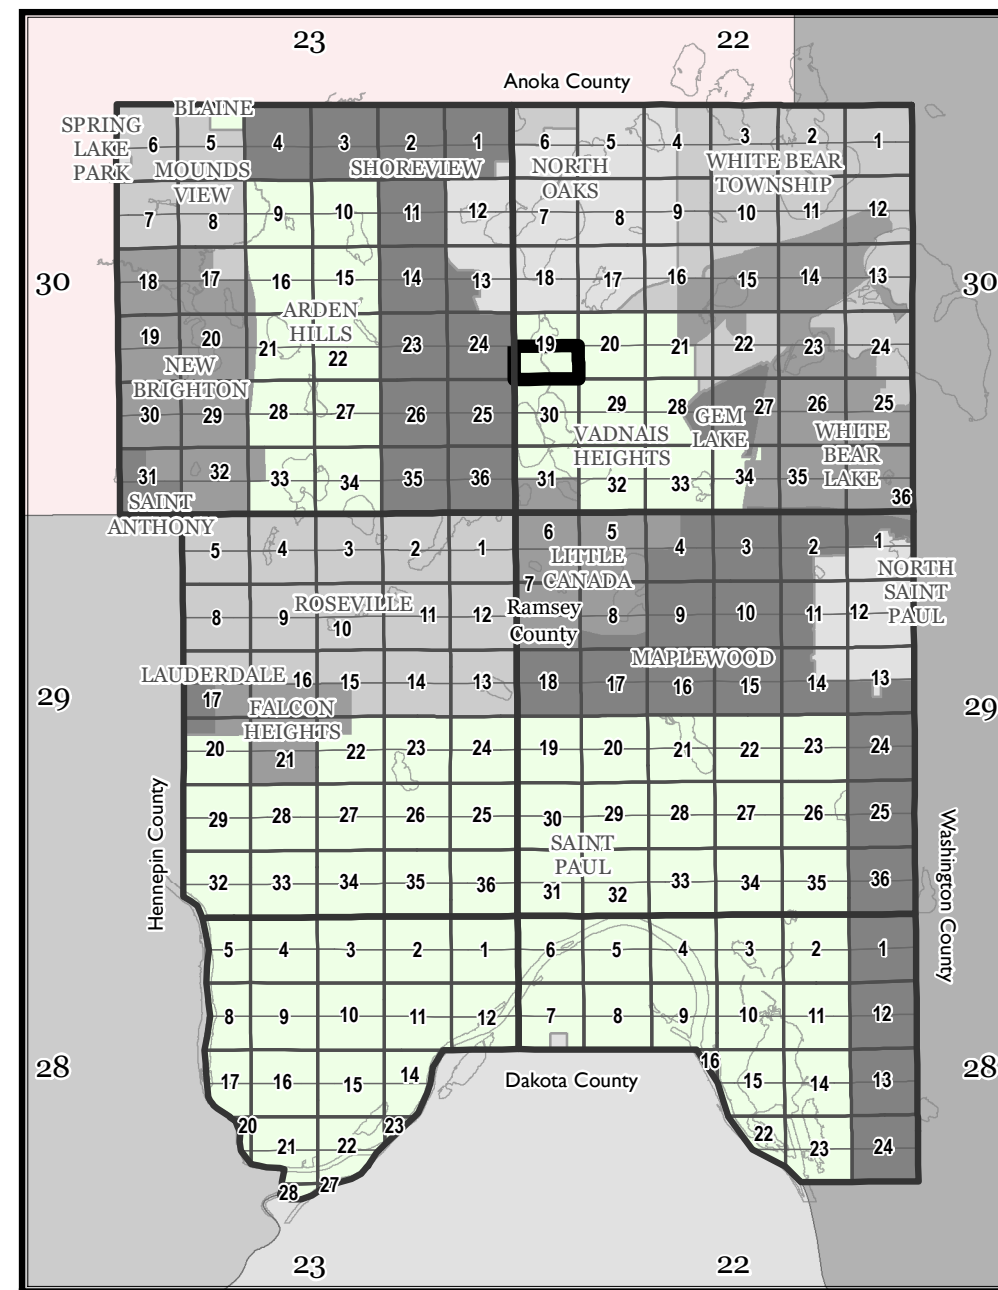 23 22
Anoka County
BLAINE
SPRING
LAKE
PARK
6 5 4 3 2 1 6 5 4 3 2 1
MOUNDS
VIEW
SHOREVIEW
NORTH
OAKS
WHITE BEAR
TOWNSHIP
7 8 9 10 11 12 7 8 9 10 11 12
30 18 17 16 15 14 13 18 17 16 15 14 13 30
ARDEN
HILLS
19 20 21 22 23 24 19 20 21 22 23 24
NEW
BRIGHTON
30 29 28 27 26 25 30 29 28 27 26 25
GEM
LAKE
VADNAIS
HEIGHTS
WHITE
BEAR
LAKE
31 32 33 34 35 36 31 32 33 34 35 36
SAINT
ANTHONY
5 4 3 2 1 6 5 4 3 2 1
LITTLE
CANADA
NORTH
SAINT
PAUL
8 9 10 11 12 7 8 9 10 11 12
ROSEVILLE
Ramsey
County
MAPLEWOOD
LAUDERDALE
29 17 16 15 14 13 18 17 16 15 14 13 29
FALCON
HEIGHTS
20 21 22 23 24 19 20 21 22 23 24
29 28 27 26 25 30 29 28 27 26 25
SAINT
PAUL
32 33 34 35 36 31 32 33 34 35 36
Hennepin County
Washington County
5 4 3 2 1 6 5 4 3 2 1
8 9 10 11 12 7 8 9 10 11 12
28 17 16 15 14 16 15 14 13 28
Dakota County
20 21 22 23 22 23 24
28 27
23 22